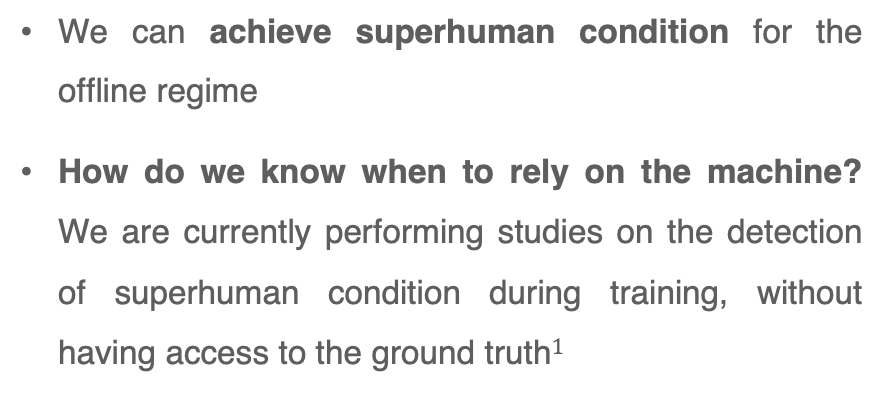 • We can achieve superhuman condition for the
offline regime
• How do we know when to rely on the machine?
We are currently performing studies on the detection
of superhuman condition during training, without
having access to the ground truth¹